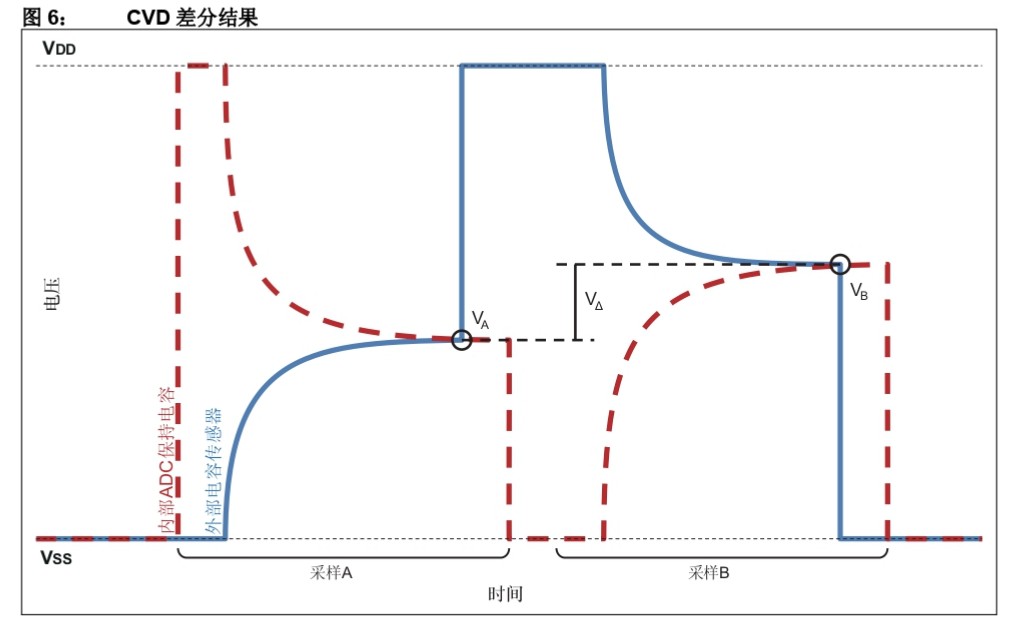 图 6： CVD 差分结果
VDD
电压
内部ADC保持电容
外部电容传感器
VA
VΔ
VB
VSS
采样A
采样B
时间